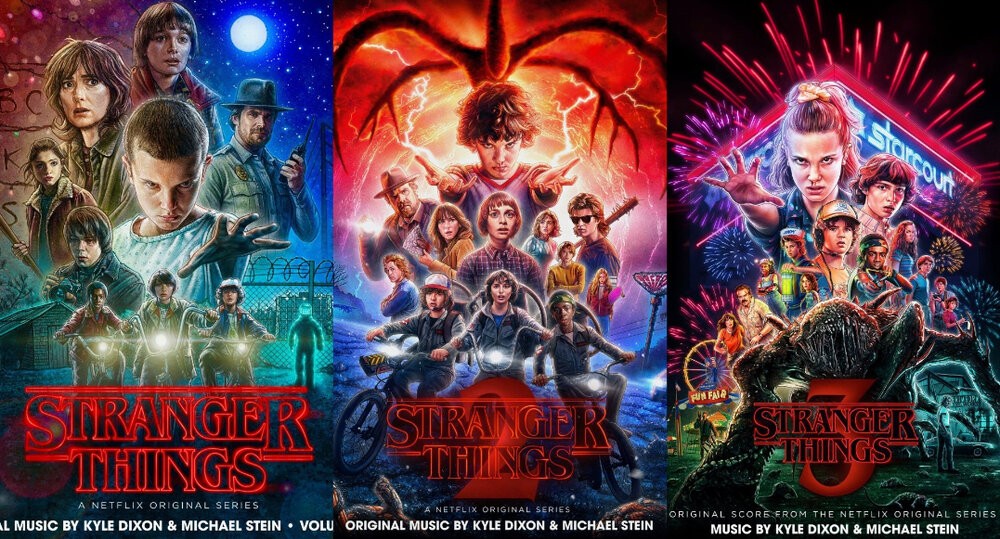 B C
K
S
STRANGER
THINGS
A NETFLIX ORIGINAL SERIES
AL MUSIC BY KYLE DIXON & MICHAEL STEIN • VOLU
2
STRANGER
THINGS
A NETFLIX ORIGINAL SERIES
ORIGINAL MUSIC BY KYLE DIXON & MICHAEL STEIN
starcourt
FUN FAIR
3
STRANGER
THINGS
ORIGINAL SCORE FROM THE NETFLIX ORIGINAL SERIES
MUSIC BY KYLE DIXON & MICHAEL STEIN